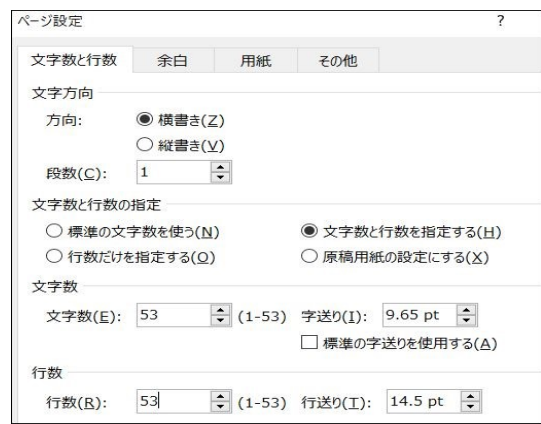 ページ設定 ?
文字数と行数 余白 用紙 その他
文字方向
方向: 横書き(Z)
縦書き(V)
段数(C): 1
文字数と行数の指定
標準の文字数を使う(N) 文字数と行数を指定する(H)
行数だけを指定する(O) 原稿用紙の設定にする(X)
文字数
文字数(E): 53 (1-53) 字送り(I): 9.65 pt
標準の字送りを使用する(A)
行数
行数(R): 53 (1-53) 行送り(T): 14.5 pt